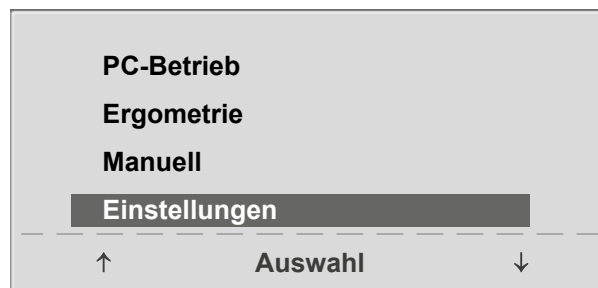 PC-Betrieb
Ergometrie
Manuell
Einstellungen
↑ Auswahl ↓